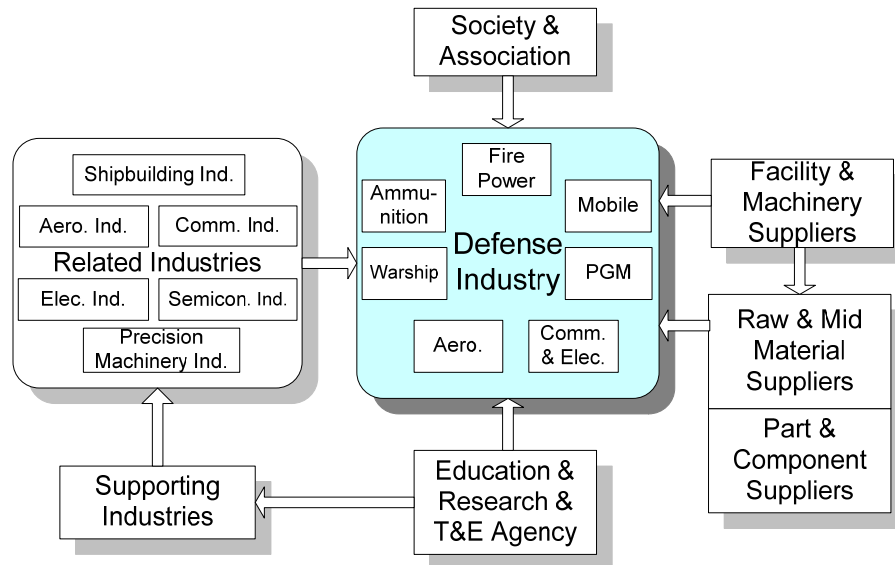 Society &
Association
Shipbuilding Ind.
Aero. Ind.
Comm. Ind.
Related Industries
Elec. Ind.
Semicon. Ind.
Precision
Machinery Ind.
Fire
Power
Ammu-
nition
Mobile
Defense
Industry
Warship
PGM
Aero.
Comm.
& Elec.
Facility &
Machinery
Suppliers
Raw & Mid
Material
Suppliers
Part &
Component
Suppliers
Supporting
Industries
Education &
Research &
T&E Agency